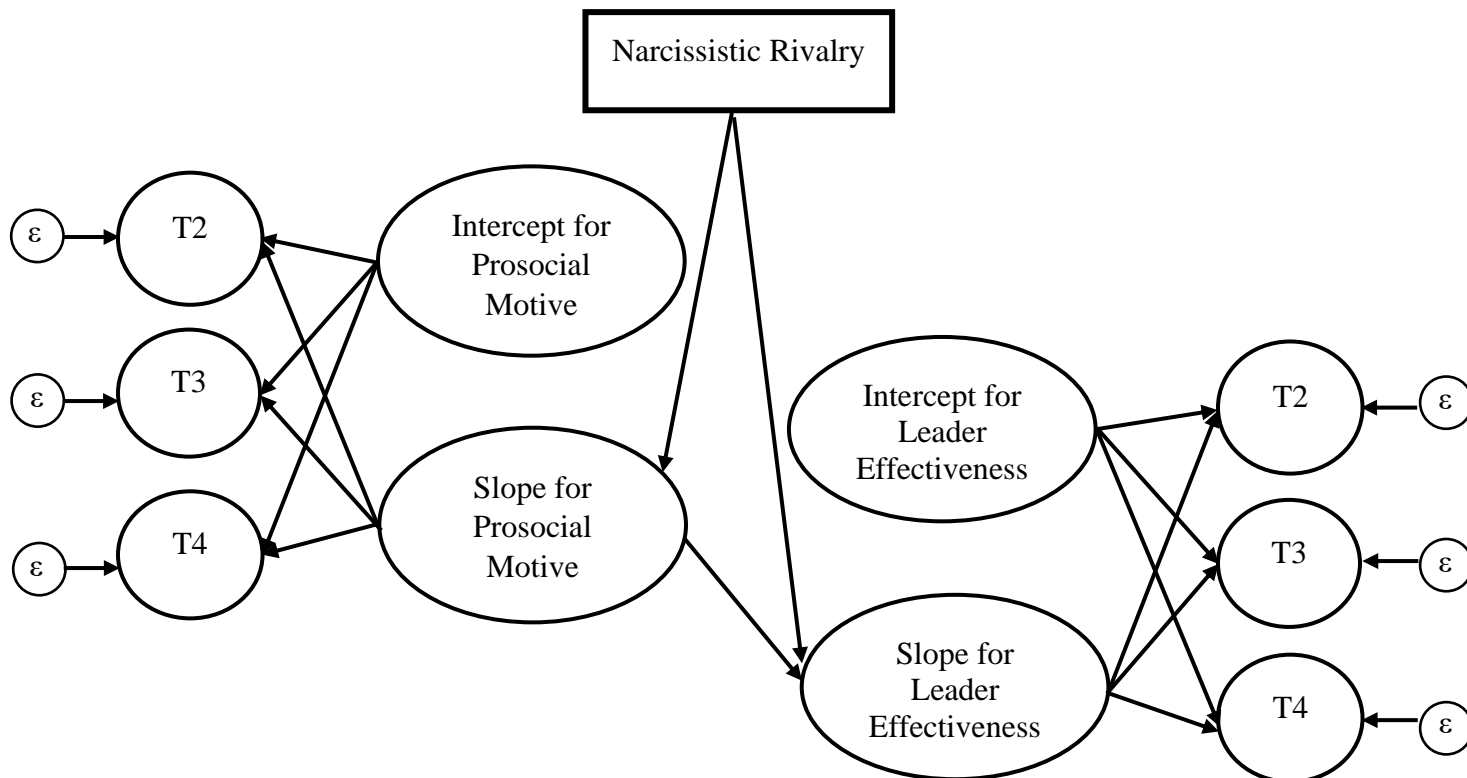 Narcissistic Rivalry
ε
T2
Intercept for
Prosocial
Motive
ε
T3
ε
T4
Slope for
Prosocial
Motive
Intercept for
Leader
Effectiveness
T2
ε
T3
ε
Slope for
Leader
Effectiveness
T4
ε